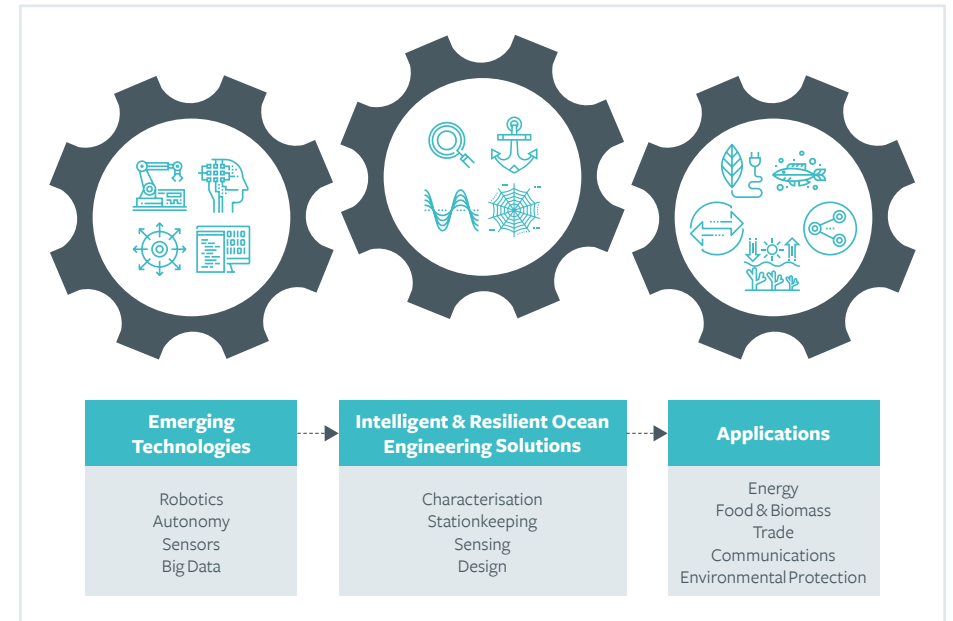 Emerging
Technologies
Robotics
Autonomy
Sensors
Big Data
Intelligent & Resilient Ocean
Engineering Solutions
Characterisation
Stationkeeping
Sensing
Design
Applications
Energy
Food & Biomass
Trade
Communications
Environmental Protection